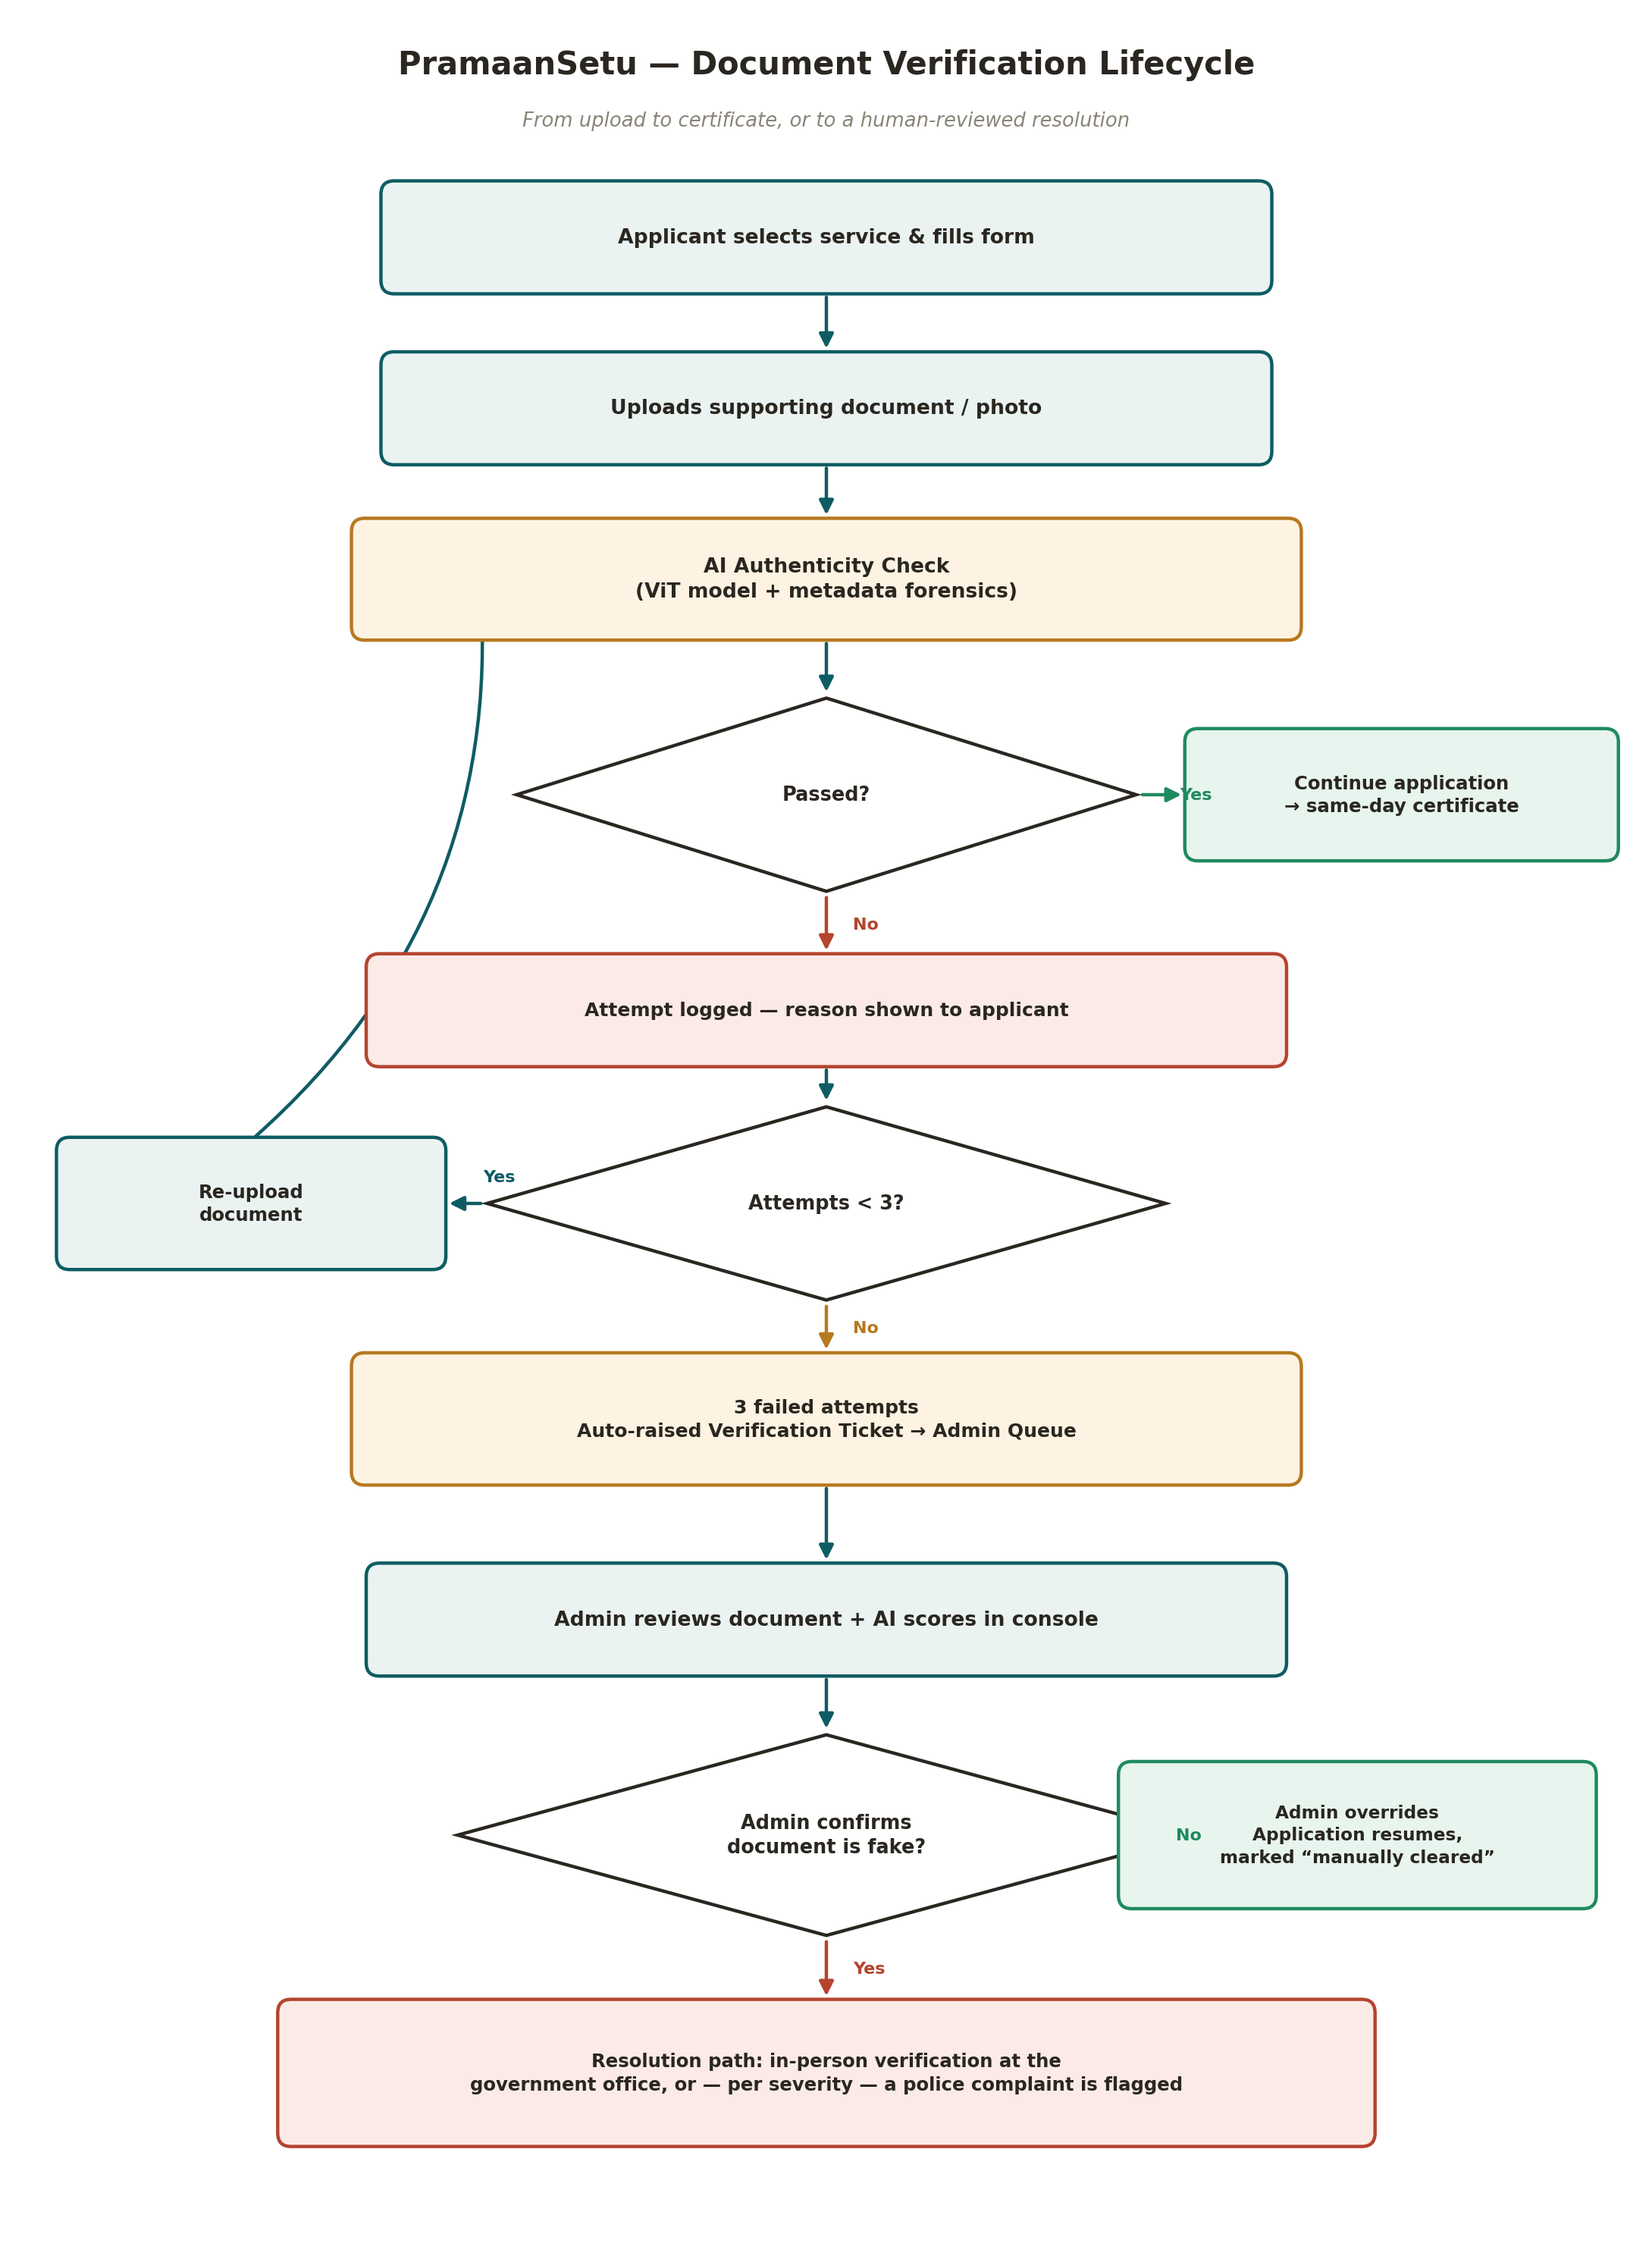 PramaanSetu — Document Verification Lifecycle
From upload to certificate, or to a human-reviewed resolution
Applicant selects service & fills form
Uploads supporting document / photo
AI Authenticity Check
(ViT model + metadata forensics)
Passed?
Yes
Continue application
→ same-day certificate
No
Attempt logged — reason shown to applicant
Attempts < 3?
Yes
Re-upload
document
No
3 failed attempts
Auto-raised Verification Ticket → Admin Queue
Admin reviews document + AI scores in console
Admin confirms
document is fake?
No
Admin overrides
Application resumes,
marked “manually cleared”
Yes
Resolution path: in-person verification at the
government office, or — per severity — a police complaint is flagged